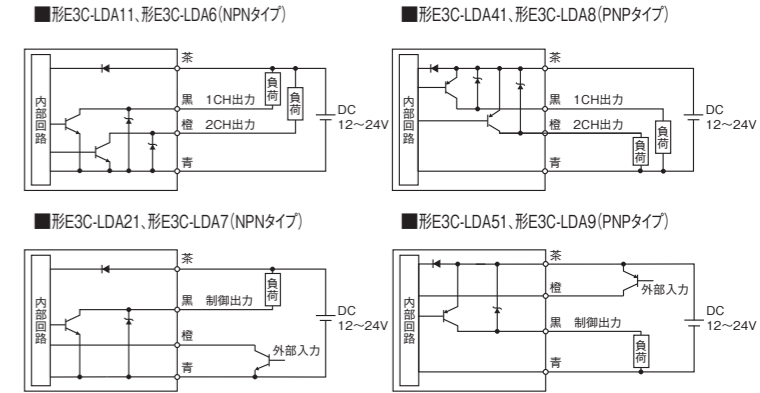 ■形E3C-LDA11、形E3C-LDA6(NPNタイプ)
内部回路
茶
黒 1CH出力
橙 2CH出力
青
負荷
負荷
DC
12〜24V
■形E3C-LDA41、形E3C-LDA8(PNPタイプ)
内部回路
茶
黒 1CH出力
橙 2CH出力
青
負荷
負荷
DC
12〜24V
■形E3C-LDA21、形E3C-LDA7(NPNタイプ)
内部回路
茶
黒 制御出力
橙
青
負荷
外部入力
DC
12〜24V
■形E3C-LDA51、形E3C-LDA9(PNPタイプ)
内部回路
茶
橙
黒 制御出力
青
外部入力
負荷
DC
12〜24V